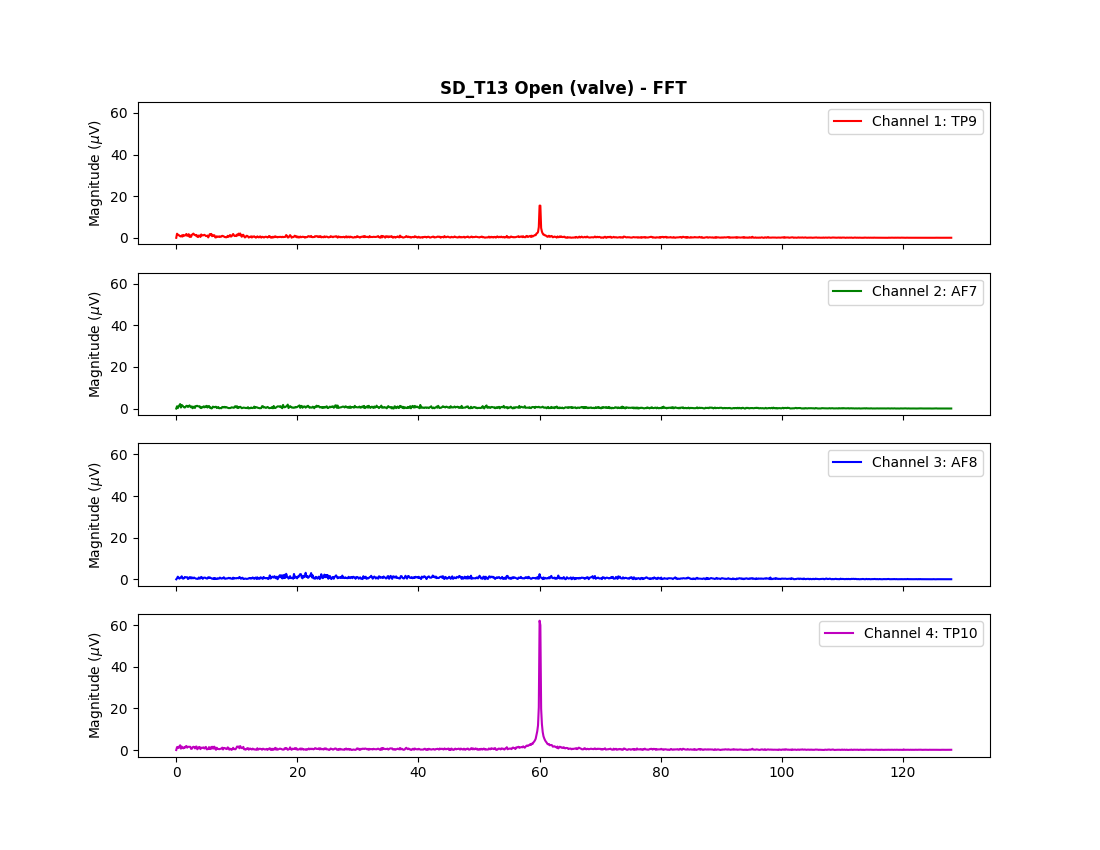 SD_T13 Open (valve) - FFT
60
40
20
0
Magnitude (μV)
Channel 1: TP9
60
40
20
0
Magnitude (μV)
Channel 2: AF7
60
40
20
0
Magnitude (μV)
Channel 3: AF8
60
40
20
0
Magnitude (μV)
Channel 4: TP10
0 20 40 60 80 100 120